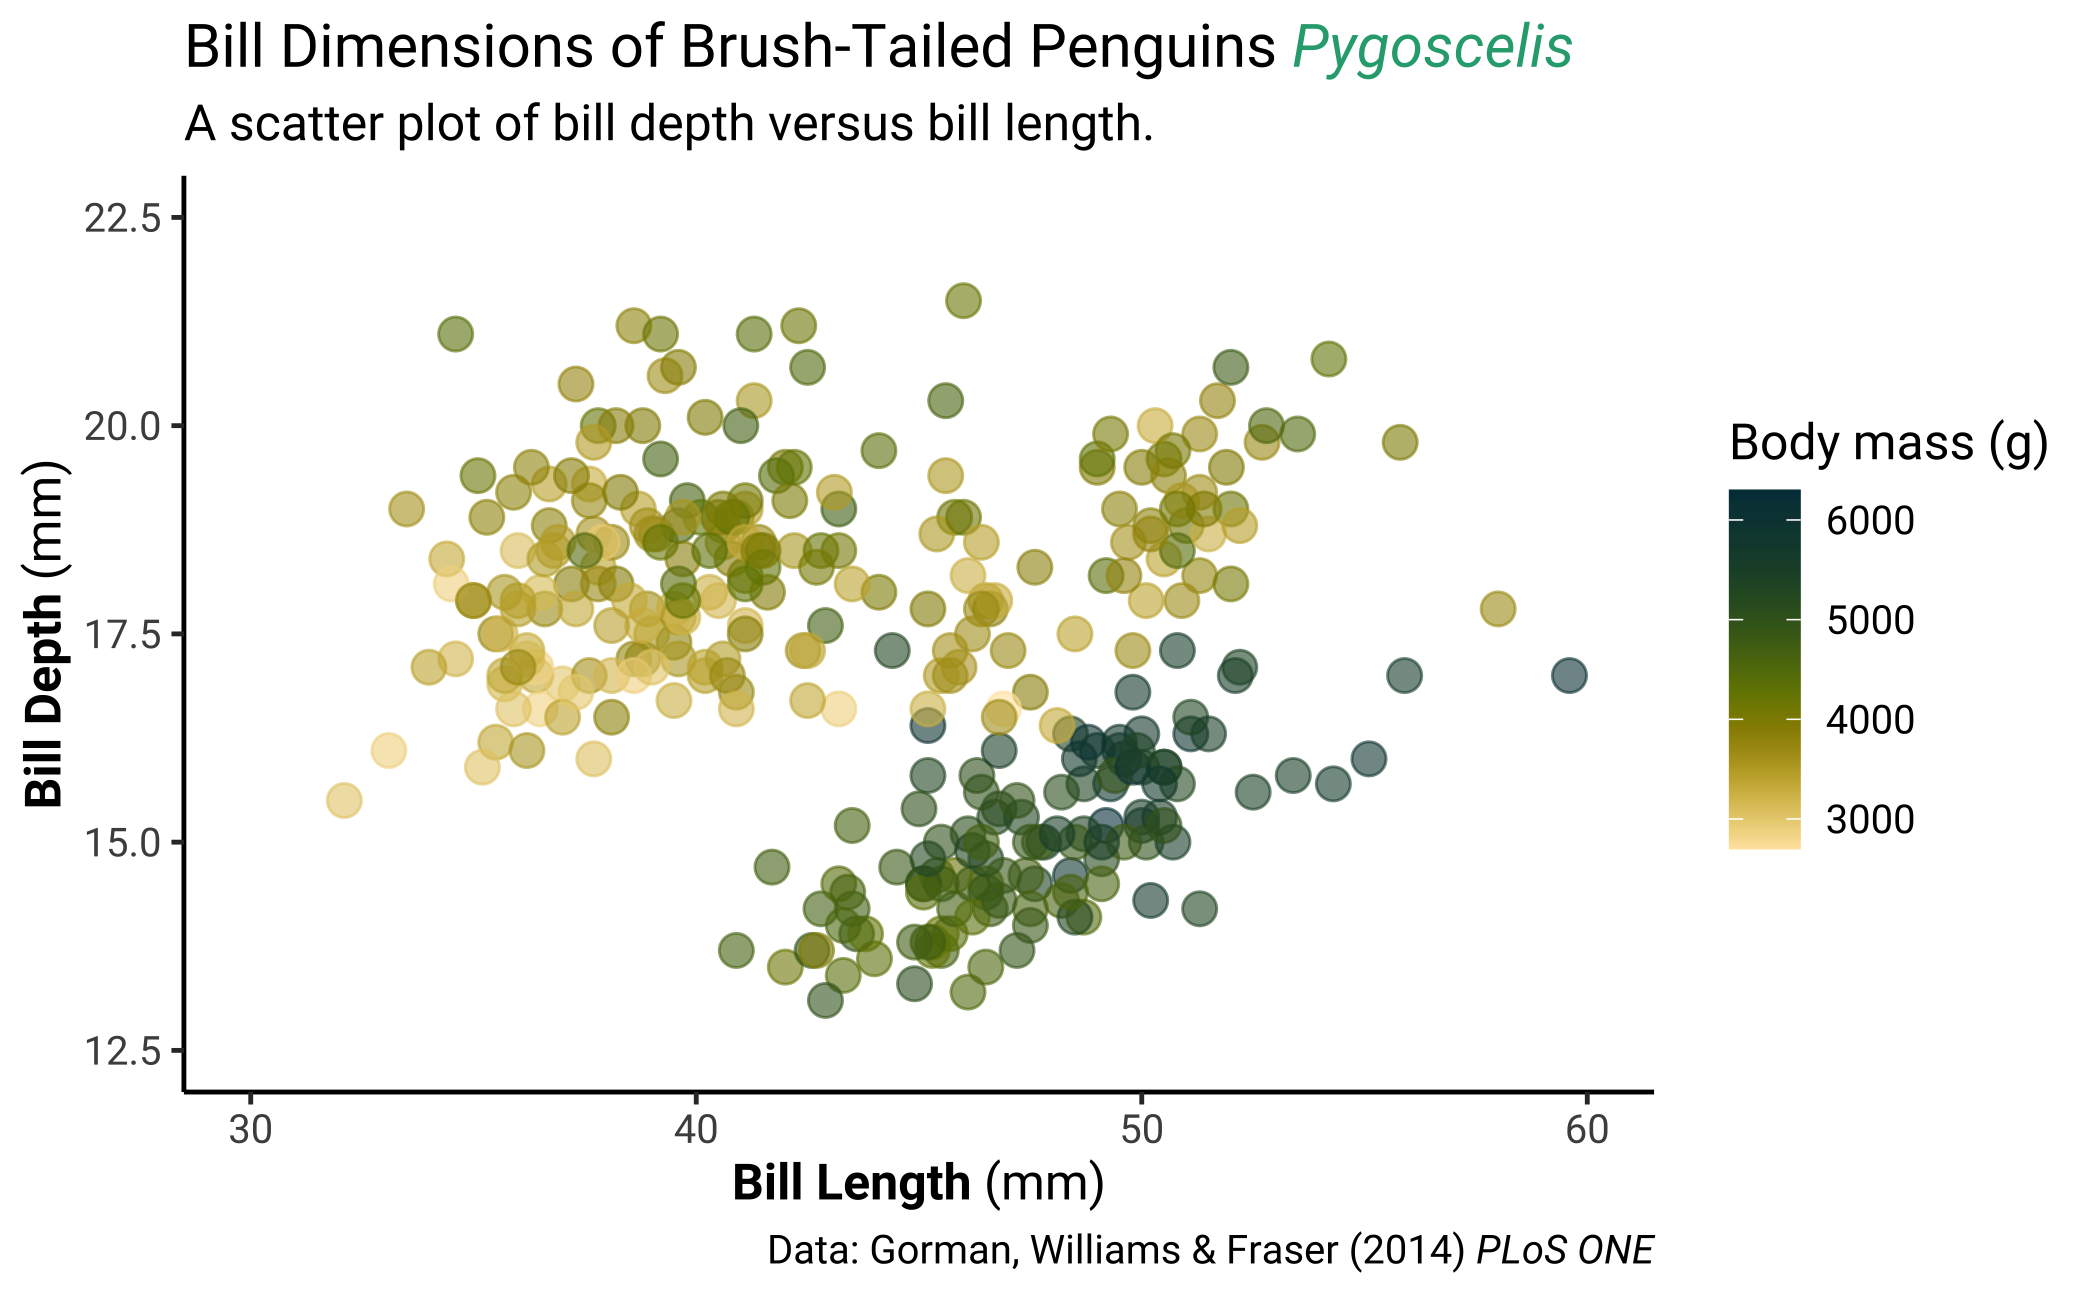 Bill Dimensions of Brush-Tailed Penguins Pygoscelis
A scatter plot of bill depth versus bill length.
Bill Depth (mm)
22.5
20.0
17.5
15.0
12.5
30 40 50 60
Bill Length (mm)
Body mass (g)
6000
5000
4000
3000
Data: Gorman, Williams & Fraser (2014) PLoS ONE